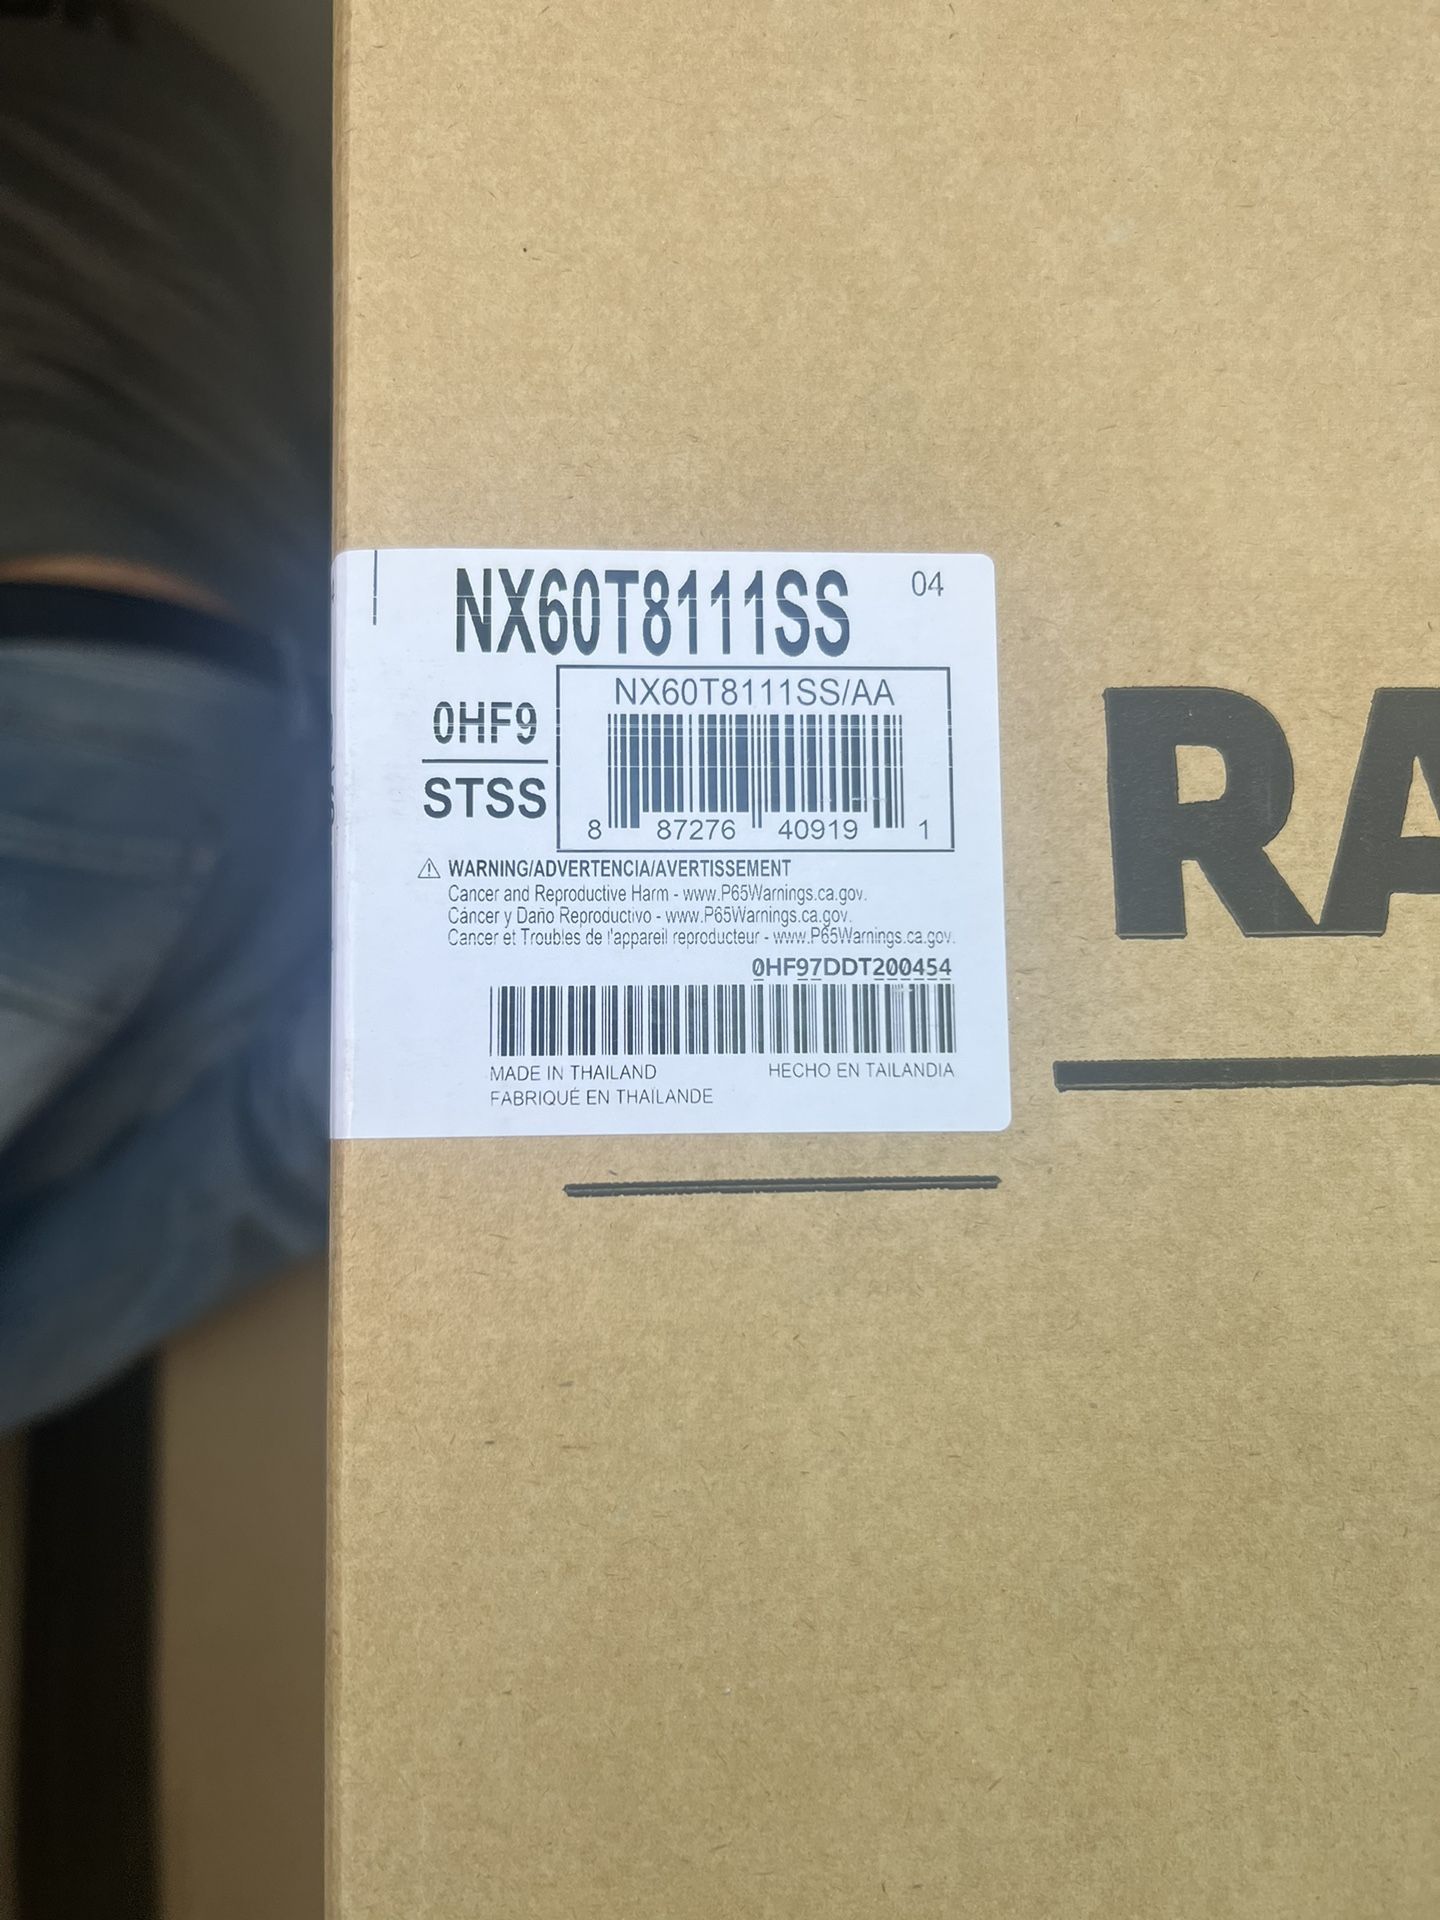 NX60T8111SS 04
NX60T8111SS/AA
0HF9
STSS
8 87276 40919 1
WARNING/ADVERTENCIA/AVERTISSEMENT
Cancer and Reproductive Harm - www.P65Warnings.ca.gov.
Cáncer y Daño Reproductivo - www.P65Warnings.ca.gov.
Cancer et Troubles de l'appareil reproducteur - www.P65Warnings.ca.gov.
0HF97DDT200454
MADE IN THAILAND HECHO EN TAILANDIA
FABRIQUÉ EN THAÏLANDE
RA